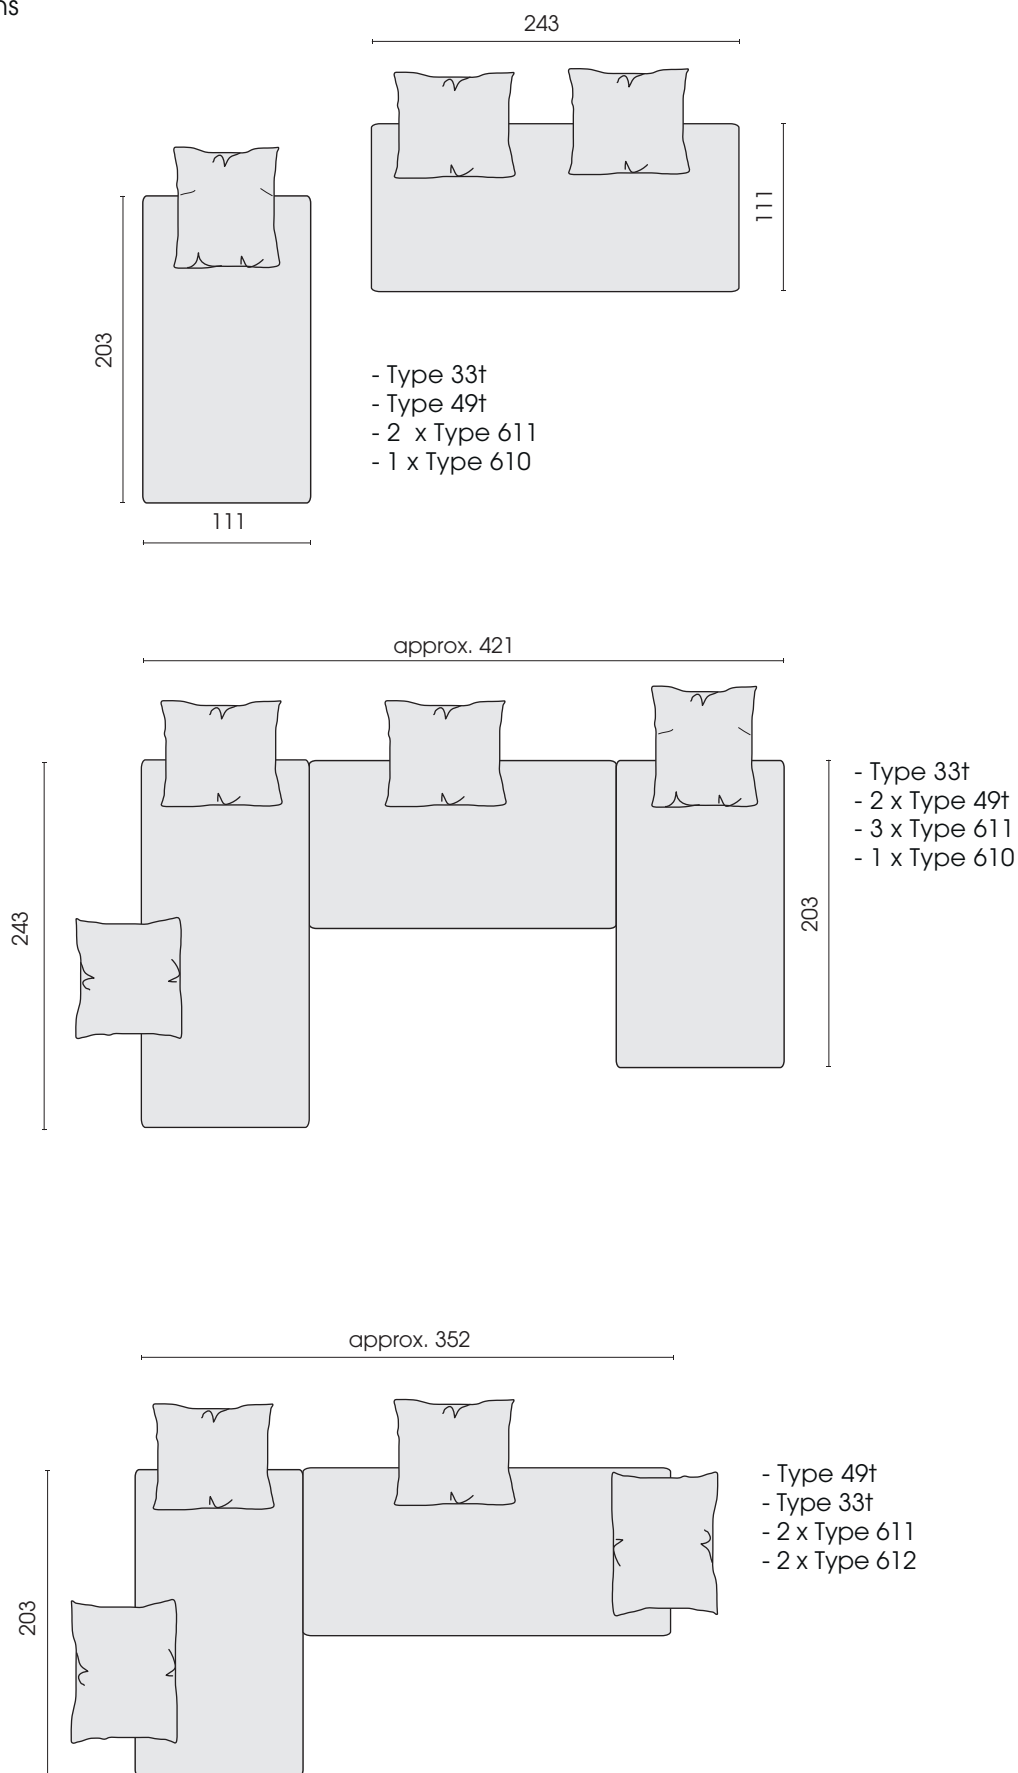 243
111
203
- Type 33t
- Type 49t
- 2 x Type 611
- 1 x Type 610
111
approx. 421
- Type 33t
- 2 x Type 49t
- 3 x Type 611
- 1 x Type 610
243
203
approx. 352
- Type 49t
- Type 33t
- 2 x Type 611
- 2 x Type 612
203